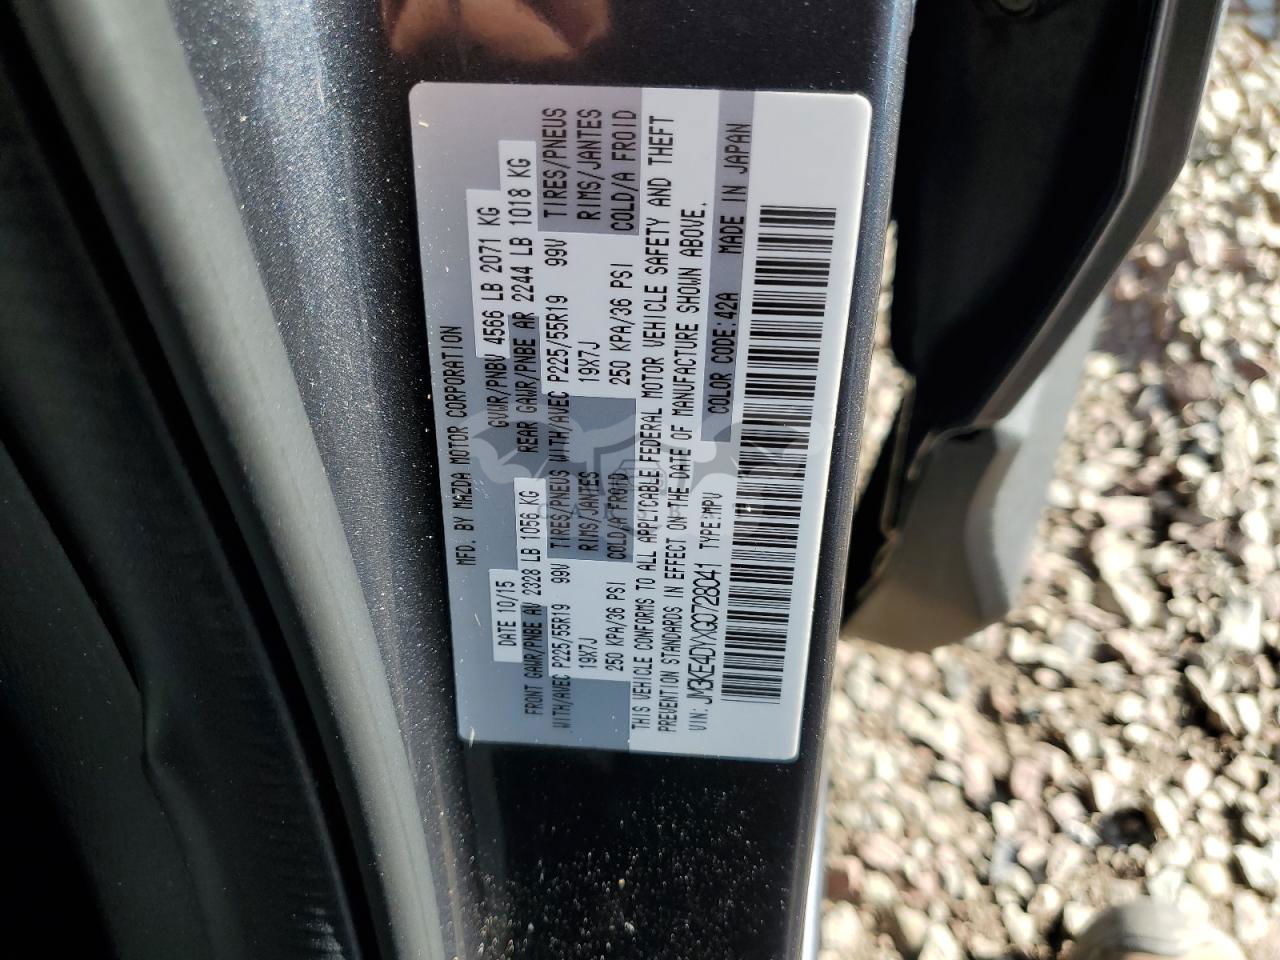 MFD. BY MAZDA MOTOR CORPORATION
DATE 10/15 GVWR/PNBV 4566 LB 2071 KG
FRONT GAWR/PNBE AV 2328 LB 1056 KG REAR GAWR/PNBE AR 2244 LB 1018 KG
WITH/AVEC P225/55R19 99V TIRES/PNEUS WITH/AVEC P225/55R19 99V TIRES/PNEUS
19X7J RIMS/JANTES 19X7J RIMS/JANTES
250 KPA/36 PSI COLD/A FROID 250 KPA/36 PSI COLD/A FROID
THIS VEHICLE CONFORMS TO ALL APPLICABLE FEDERAL MOTOR VEHICLE SAFETY AND THEFT
PREVENTION STANDARDS IN EFFECT ON THE DATE OF MANUFACTURE SHOWN ABOVE.
VIN: JM3KE4DYXG0728041 TYPE:MPV COLOR CODE:42A MADE IN JAPAN